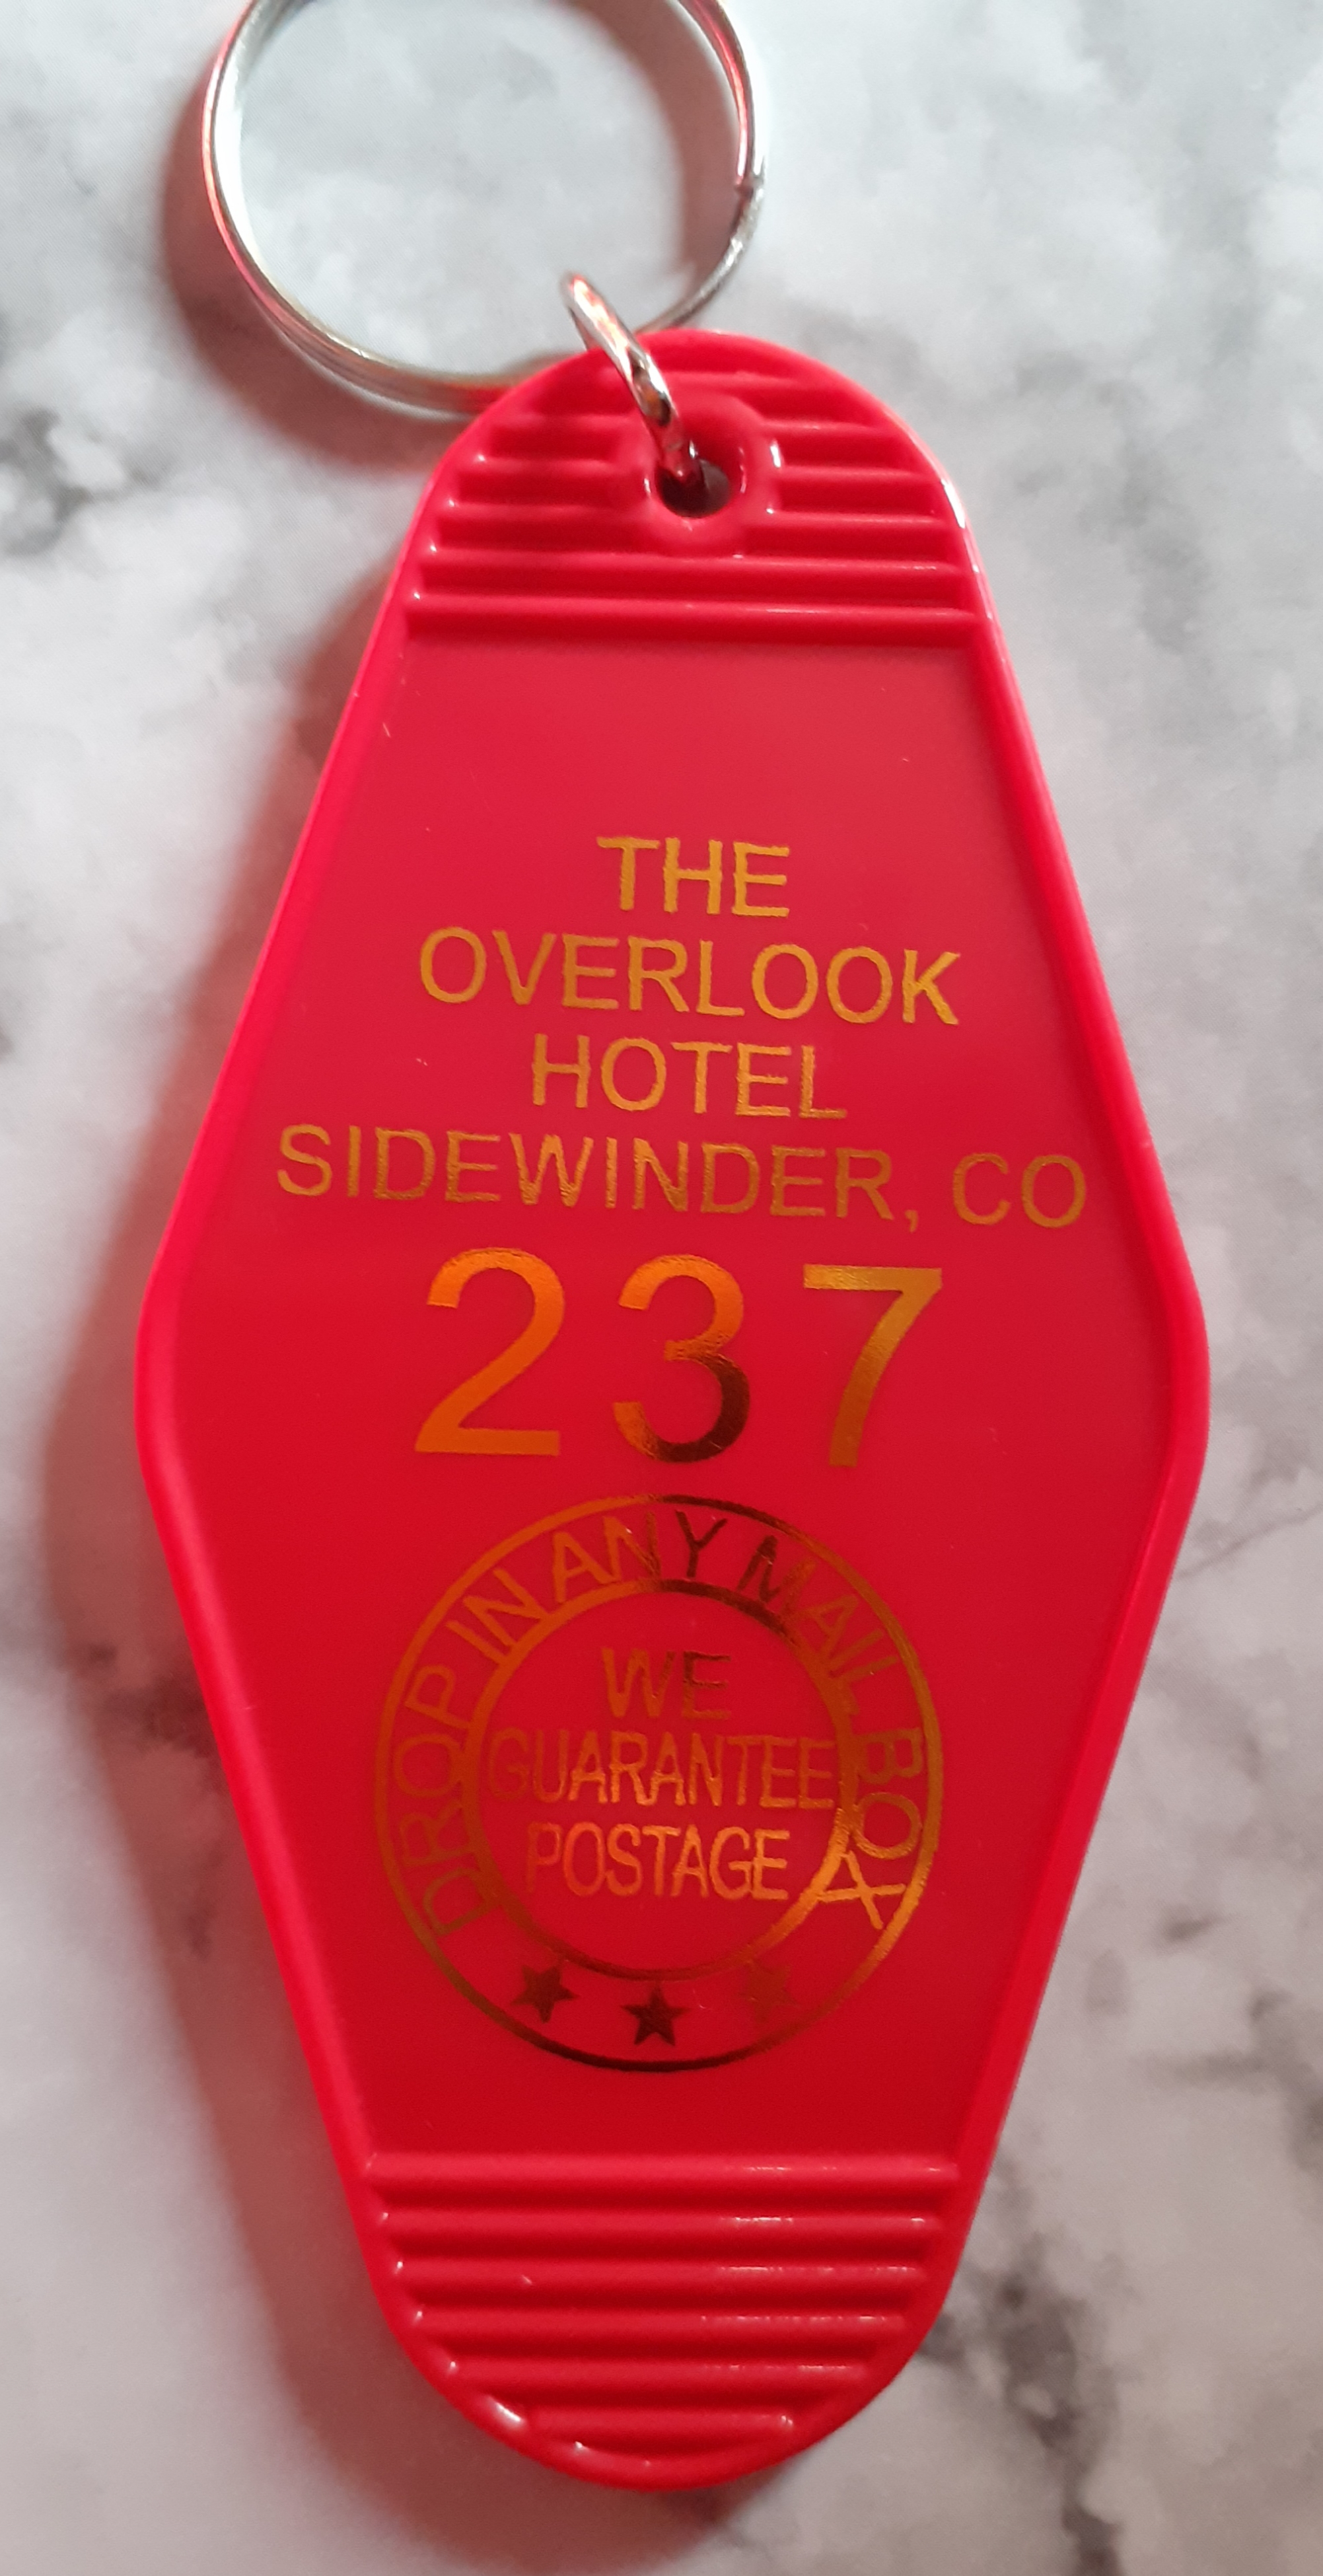 THE
OVERLOOK
HOTEL
SIDEWINDER, CO
237
DROP IN ANY MAIL BOX
WE
GUARANTEE
POSTAGE